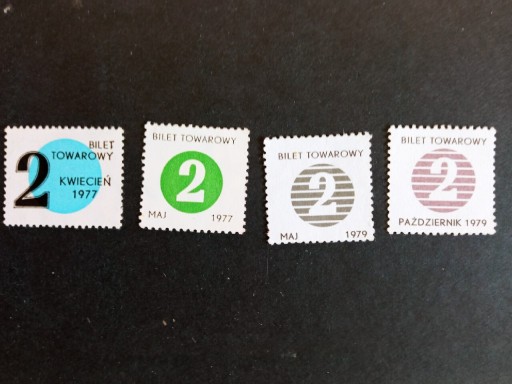 BILET
TOWAROWY
2
KWIECIEŃ
1977
BILET TOWAROWY
2
MAJ 1977
BILET TOWAROWY
2
MAJ 1979
BILET TOWAROWY
2
PAŹDZIERNIK 1979